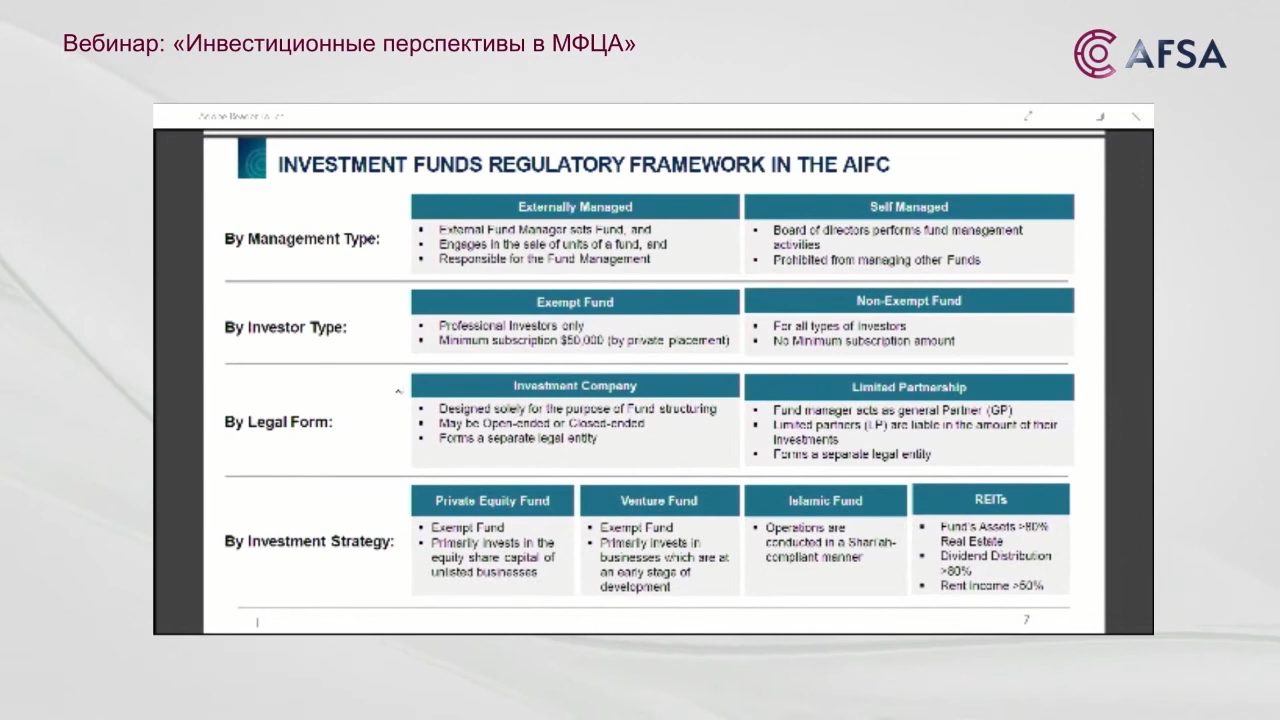 Вебинар: «Инвестиционные перспективы в МФЦА»
AFSA
INVESTMENT FUNDS REGULATORY FRAMEWORK IN THE AIFC
By Management Type:
Externally Managed
▪ External Fund Manager sets Fund, and
▪ Engages in the sale of units of a fund, and
▪ Responsible for the Fund Management
Self Managed
▪ Board of directors performs fund management
activities
▪ Prohibited from managing other Funds
By Investor Type:
Exempt Fund
▪ Professional Investors only
▪ Minimum subscription $50,000 (by private placement)
Non-Exempt Fund
▪ For all types of Investors
▪ No Minimum subscription amount
By Legal Form:
Investment Company
▪ Designed solely for the purpose of Fund structuring
▪ May be Open-ended or Closed-ended
▪ Forms a separate legal entity
Limited Partnership
▪ Fund manager acts as general Partner (GP)
▪ Limited partners (LP) are liable in the amount of their
Investments
▪ Forms a separate legal entity
By Investment Strategy:
Private Equity Fund
▪ Exempt Fund
▪ Primarily invests in the
equity share capital of
unlisted businesses
Venture Fund
▪ Exempt Fund
▪ Primarily invests in
businesses which are at
an early stage of
development
Islamic Fund
▪ Operations are
conducted in a Shari'ah-
compliant manner
REITs
▪ Fund's Assets >80%
Real Estate
▪ Dividend Distribution
>80%
▪ Rent Income >60%
7